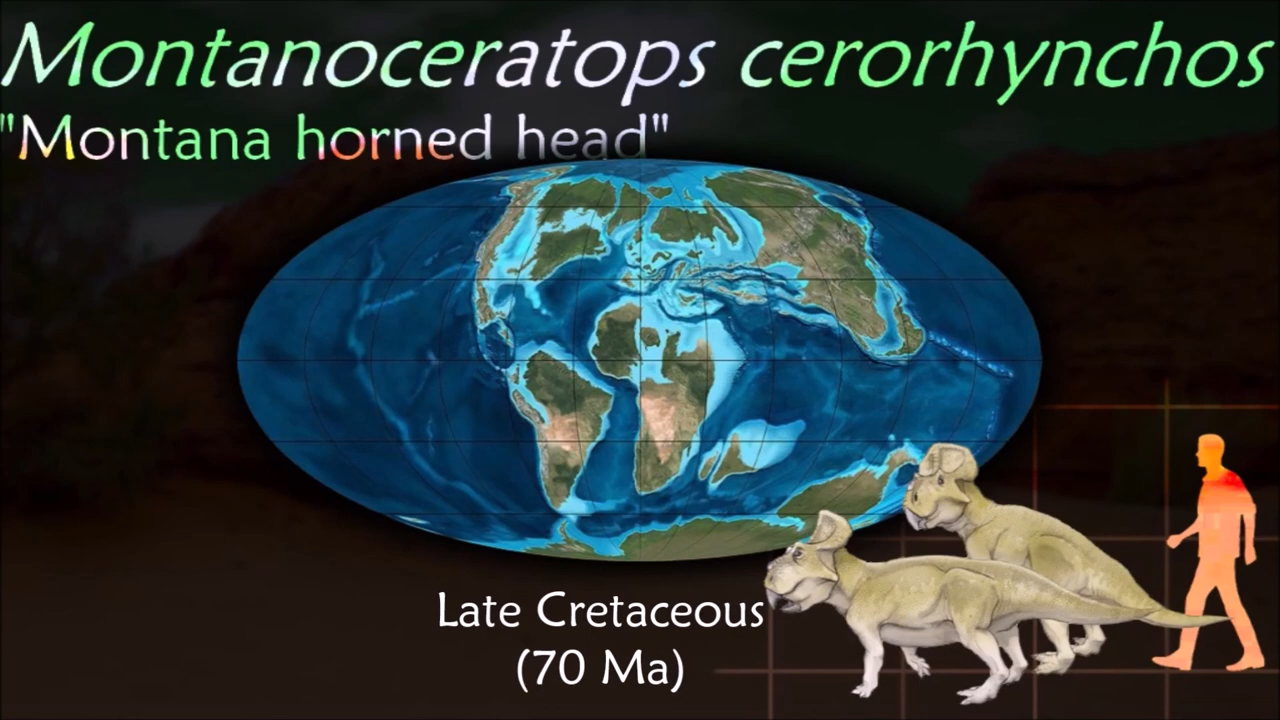 Montanoceratops cerorhynchos
"Montana horned head"
Late Cretaceous
(70 Ma)